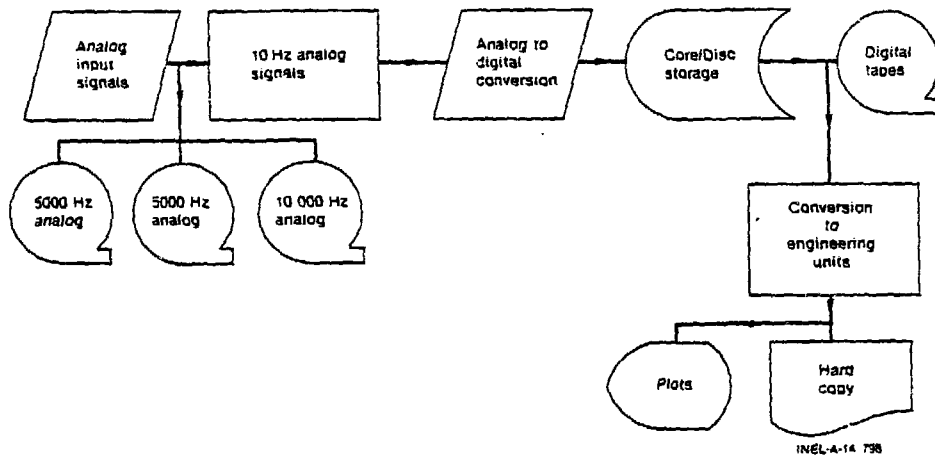 Analog
input
signals
10 Hz analog
signals
Analog to
digital
conversion
Core/Disc
storage
Digital
tapes
5000 Hz
analog
5000 Hz
analog
10 000 Hz
analog
Conversion
to
engineering
units
Plots
Hard
copy
INEL-A-14 798